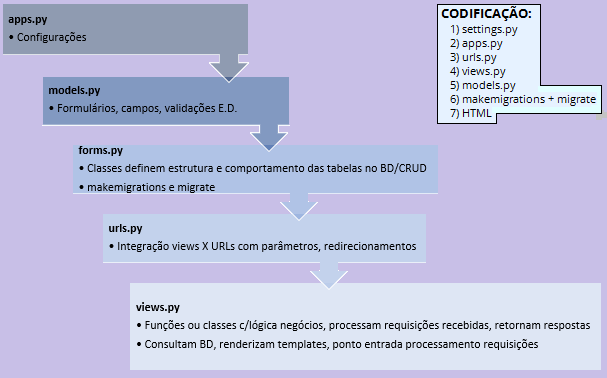 apps.py
• Configurações
models.py
• Formulários, campos, validações E.D.
forms.py
• Classes definem estrutura e comportamento das tabelas no BD/CRUD
• makemigrations e migrate
urls.py
• Integração views X URLs com parâmetros, redirecionamentos
views.py
• Funções ou classes c/lógica negócios, processam requisições recebidas, retornam respostas
• Consultam BD, renderizam templates, ponto entrada processamento requisições
CODIFICAÇÃO:
1) settings.py
2) apps.py
3) urls.py
4) views.py
5) models.py
6) makemigrations + migrate
7) HTML